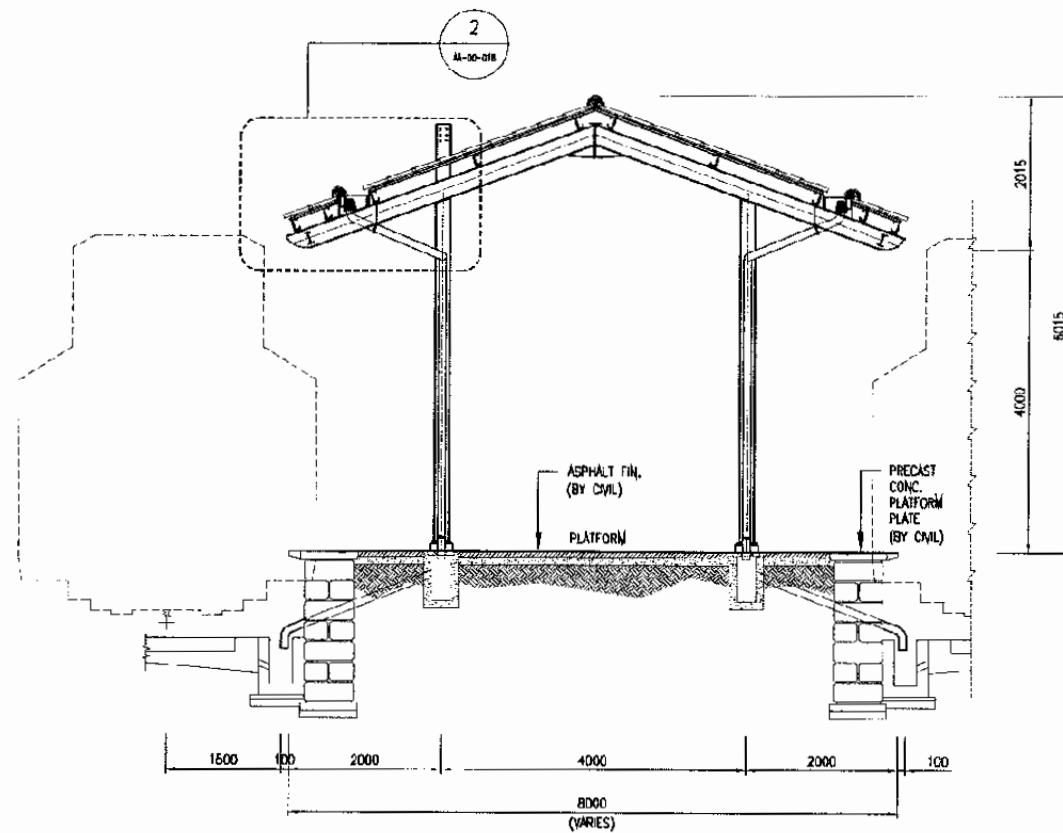 2
2015
6015
4000
ASPHALT FIN.
(BY CIVIL)
PLATFORM
PRECAST
CONC.
PLATFORM
PLATE
(BY CIVIL)
1500
100
2000
4000
2000
100
8000
(VARIES)